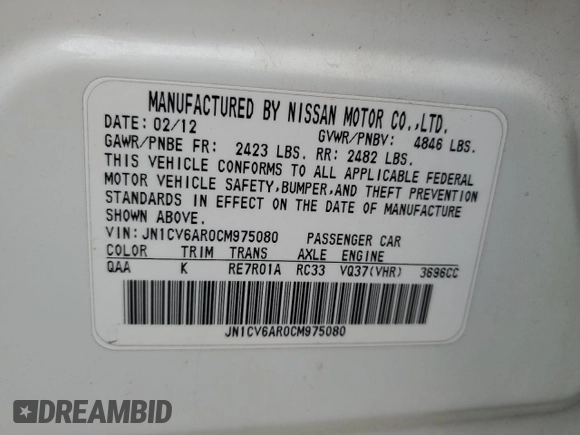 MANUFACTURED BY NISSAN MOTOR CO.,LTD.
DATE: 02/12 GVWR/PNBV: 4846 LBS.
GAWR/PNBE FR: 2423 LBS. RR: 2482 LBS.
THIS VEHICLE CONFORMS TO ALL APPLICABLE FEDERAL
MOTOR VEHICLE SAFETY,BUMPER,AND THEFT PREVENTION
STANDARDS IN EFFECT ON THE DATE OF MANUFACTURE
SHOWN ABOVE.
VIN: JN1CV6AR0CM975080 PASSENGER CAR
COLOR TRIM TRANS AXLE ENGINE
QAA K RE7R01A RC33 VQ37(VHR) 3696CC
JN1CV6AR0CM975080
DREAMBID